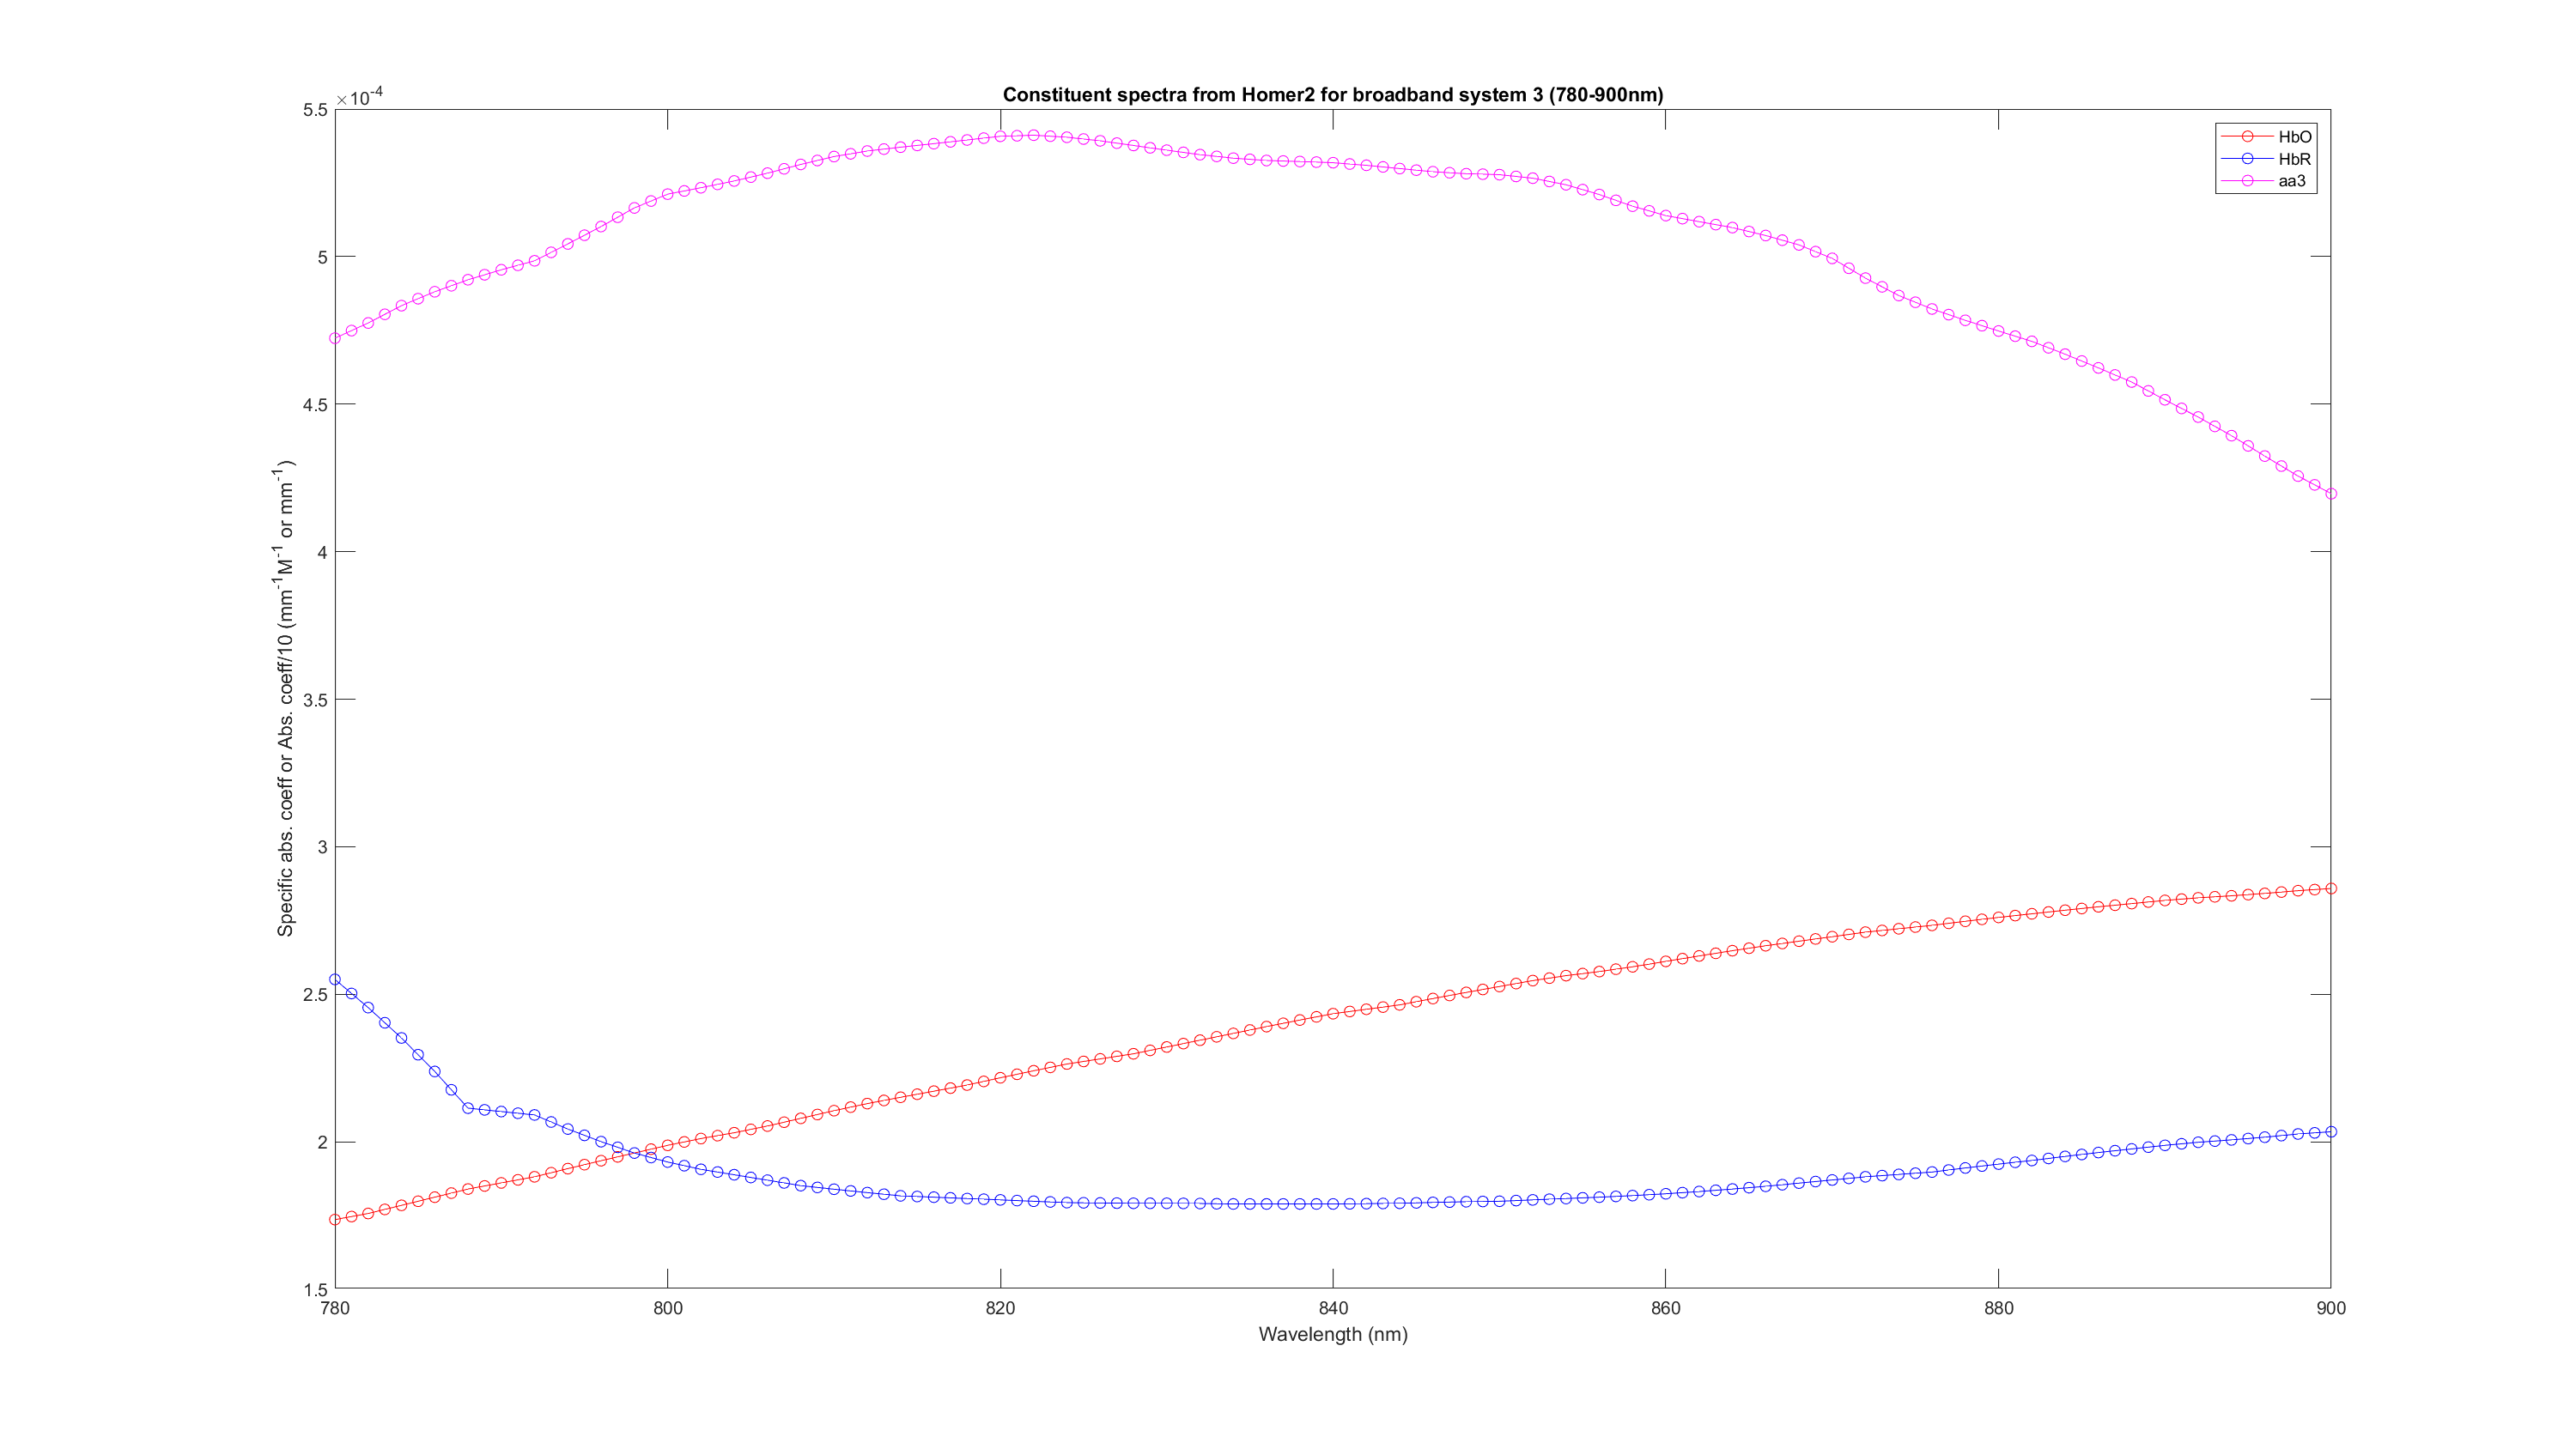 Constituent spectra from Homer2 for broadband system 3 (780-900nm)
×10⁻⁴
5.5
5
4.5
4
3.5
3
2.5
2
1.5
Specific abs. coeff or Abs. coeff/10 (mm⁻¹M⁻¹ or mm⁻¹)
HbO
HbR
aa3
780 800 820 840 860 880 900
Wavelength (nm)